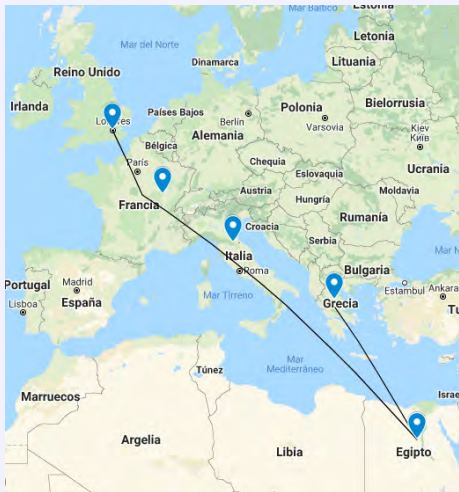 Mar Báltico
Estonia
Mar del Norte
Letonia
Dinamarca
Lituania
Reino Unido
Irlanda
Bielorrusia
Países Bajos
Berlín
Polonia
Varsovia
Alemania
Bélgica
Kiev
Київ
París
Chequia
Ucrania
Eslovaquia
Austria
Moldavia
Hungría
Francia
Croacia
Rumanía
Serbia
Italia
Roma
Bulgaria
Portugal
Madrid
España
Lisboa
Mar Tirreno
Estambul
Ankara
Grecia
Túnez
Mar
Mediterráneo
Marruecos
Israe
Argelia
Libia
Egipto